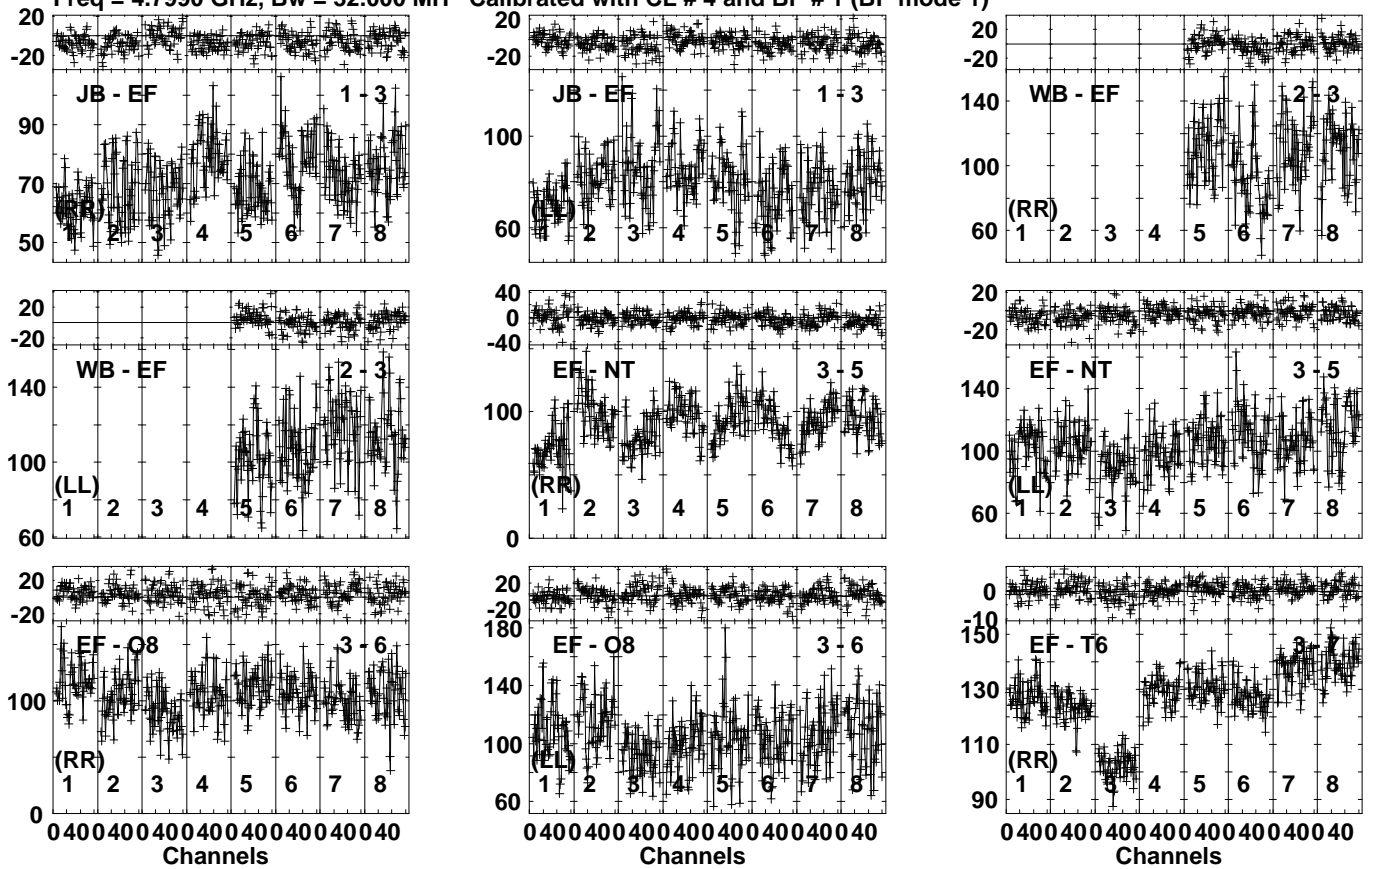 Freq = 4.7990 GHz, Bw = 32.000 MH Calibrated with CL # 4 and BP # 1 (BP mode 1)
20
-20
90
70
50
JB - EF 1 - 3
(RR)
1 2 3 4 5 6 7 8
20
-20
100
60
JB - EF 1 - 3
(LL)
1 2 3 4 5 6 7 8
20
-20
140
100
60
WB - EF 2 - 3
(RR)
1 2 3 4 5 6 7 8
20
-20
140
100
60
WB - EF 2 - 3
(LL)
1 2 3 4 5 6 7 8
40
0
-40
100
0
EF - NT 3 - 5
(RR)
1 2 3 4 5 6 7 8
20
-20
140
100
60
EF - NT 3 - 5
(LL)
1 2 3 4 5 6 7 8
20
-20
100
0
EF - O8 3 - 6
(RR)
1 2 3 4 5 6 7 8
0 40 0 40 0 40 0 40 0 40 0 40 0 40 0 40
Channels
20
-20
180
140
100
60
EF - O8 3 - 6
(LL)
1 2 3 4 5 6 7 8
0 40 0 40 0 40 0 40 0 40 0 40 0 40 0 40
Channels
0
-10
150
130
110
90
EF - T6 3 - 7
(RR)
1 2 3 4 5 6 7 8
0 40 0 40 0 40 0 40 0 40 0 40 0 40 0 40
Channels